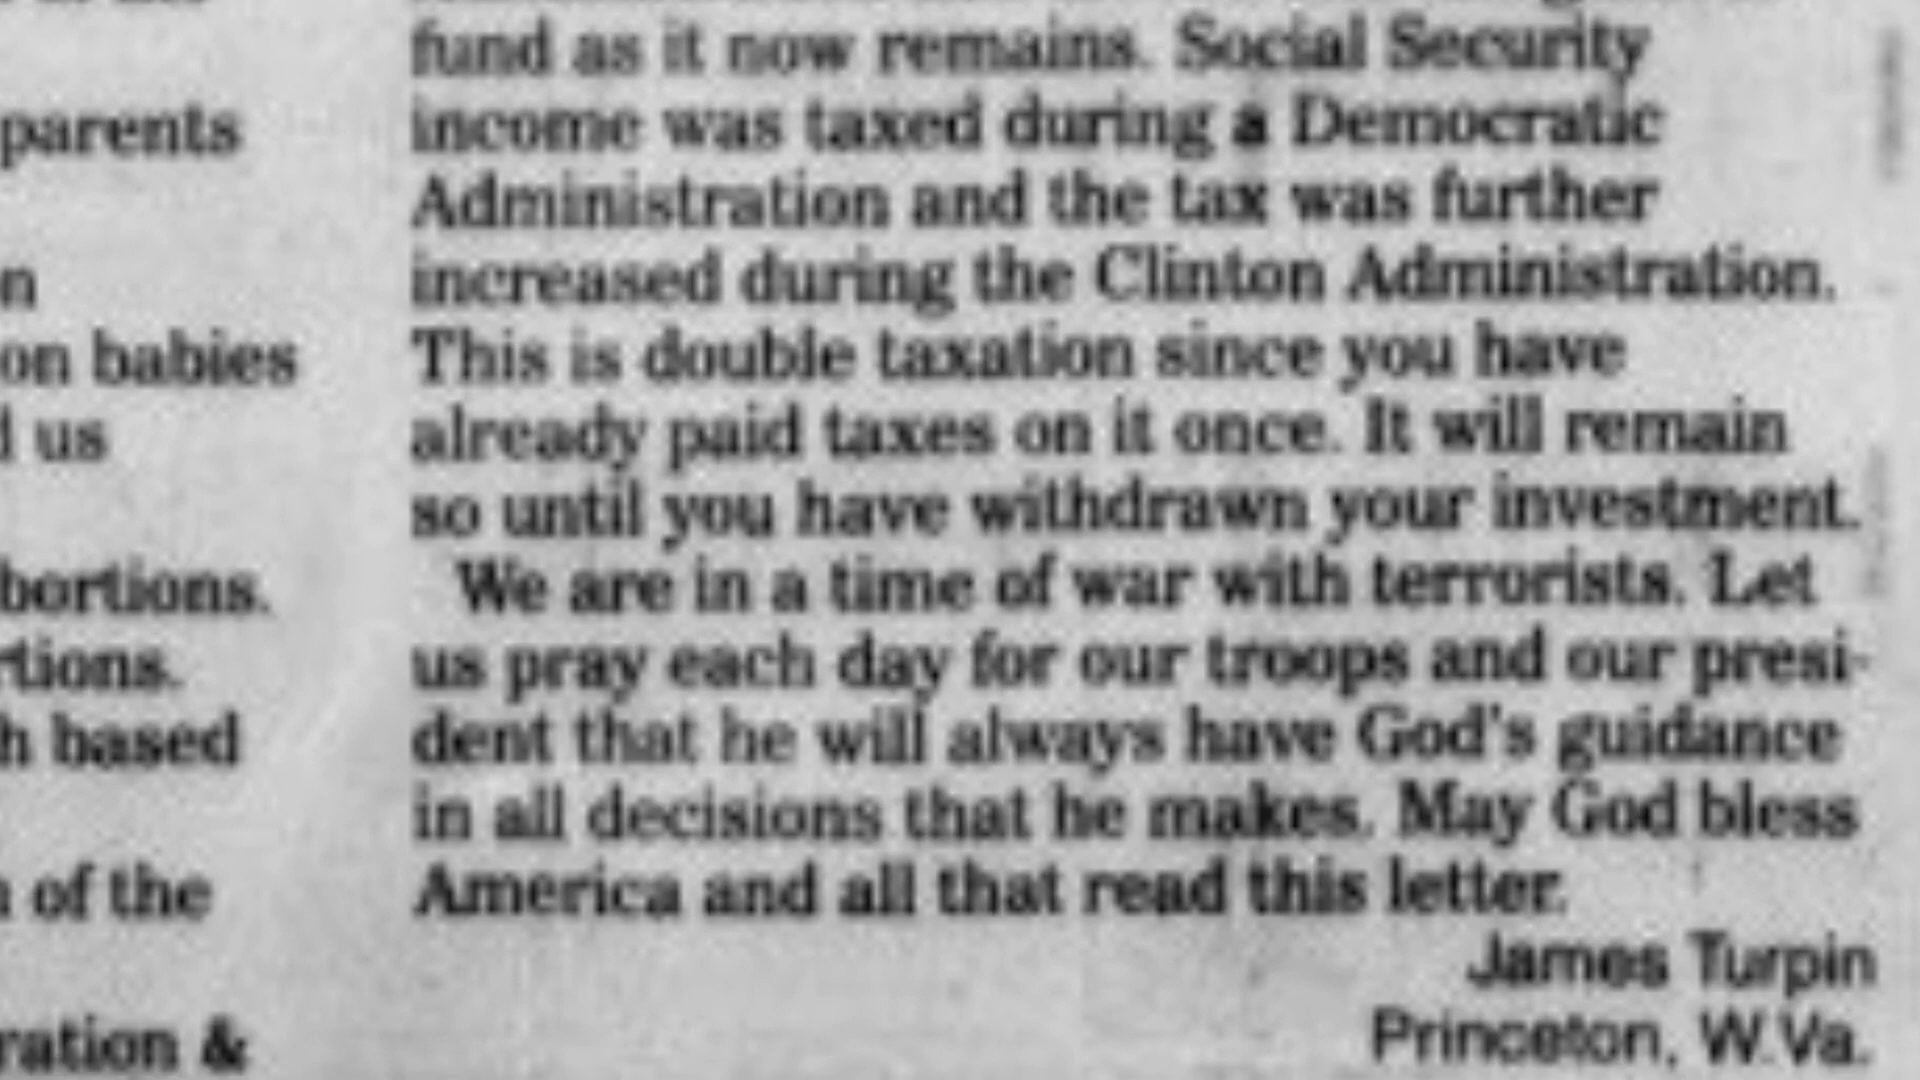 parents
n
on babies
d us
bortions.
rtions.
h based
of the
ration &
fund as it now remains. Social Security
income was taxed during a Democratic
Administration and the tax was further
increased during the Clinton Administration.
This is double taxation since you have
already paid taxes on it once. It will remain
so until you have withdrawn your investment.
We are in a time of war with terrorists. Let
us pray each day for our troops and our presi-
dent that he will always have God's guidance
in all decisions that he makes. May God bless
America and all that read this letter.
James Turpin
Princeton, W.Va.